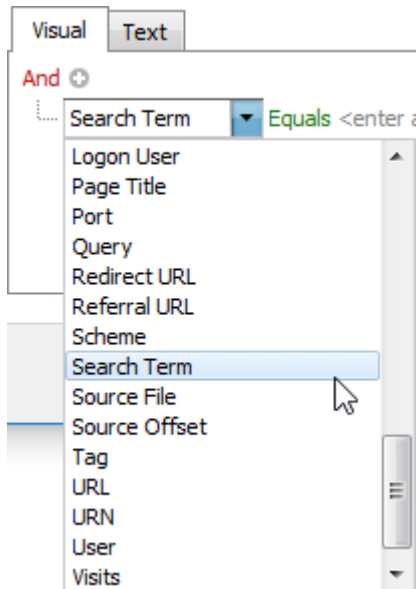 Visual Text
And
Search Term Equals <enter a
Logon User
Page Title
Port
Query
Redirect URL
Referral URL
Scheme
Search Term
Source File
Source Offset
Tag
URL
URN
User
Visits